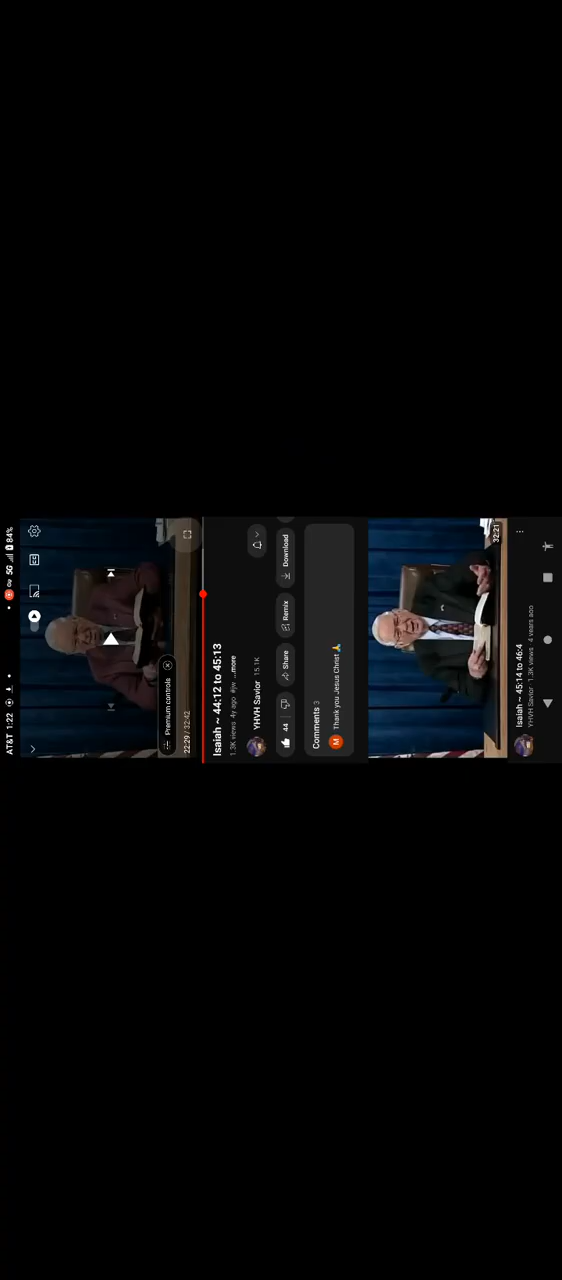 AT&T 1:22
5G 84%
Premium controls
22:29 / 32:42
Isaiah ~ 44:12 to 45:13
1.3K views 4y ago #jw ...more
YHVH Savior 15.1K
44
Share
Remix
Download
Comments 3
M Thank you Jesus Christ 🙏
32:21
Isaiah ~ 45:14 to 46:4
YHVH Savior · 1.3K views · 4 years ago